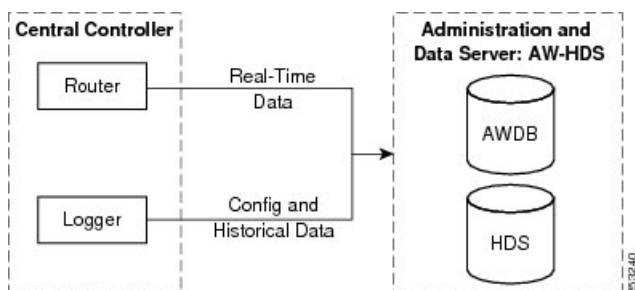 Central Controller
Router
Logger
Real-Time
Data
Config and
Historical Data
Administration and
Data Server: AW-HDS
AWDB
HDS